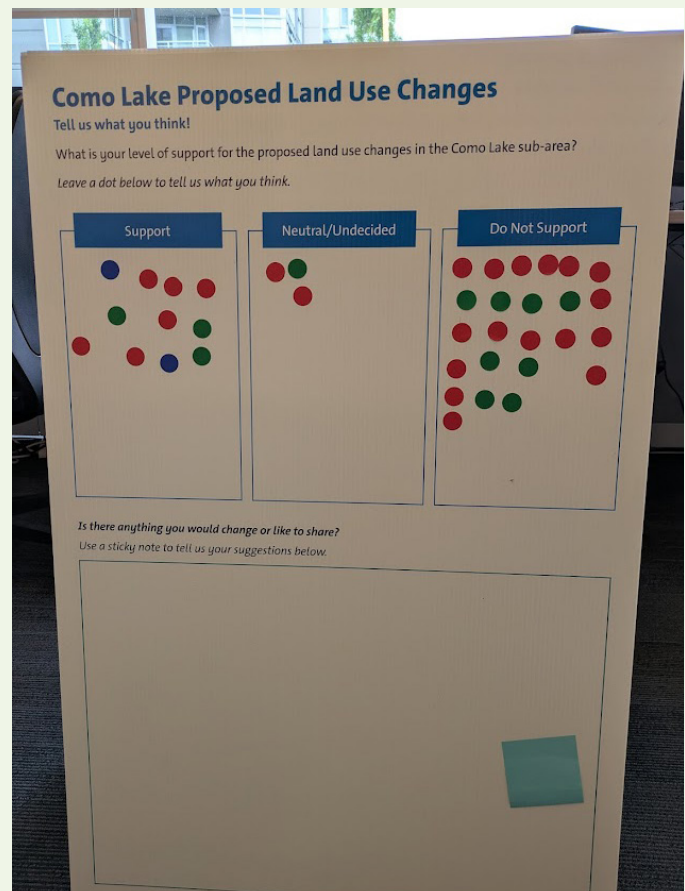 Como Lake Proposed Land Use Changes
Tell us what you think!
What is your level of support for the proposed land use changes in the Como Lake sub-area?
Leave a dot below to tell us what you think.
Support
Neutral/Undecided
Do Not Support
Is there anything you would change or like to share?
Use a sticky note to tell us your suggestions below.